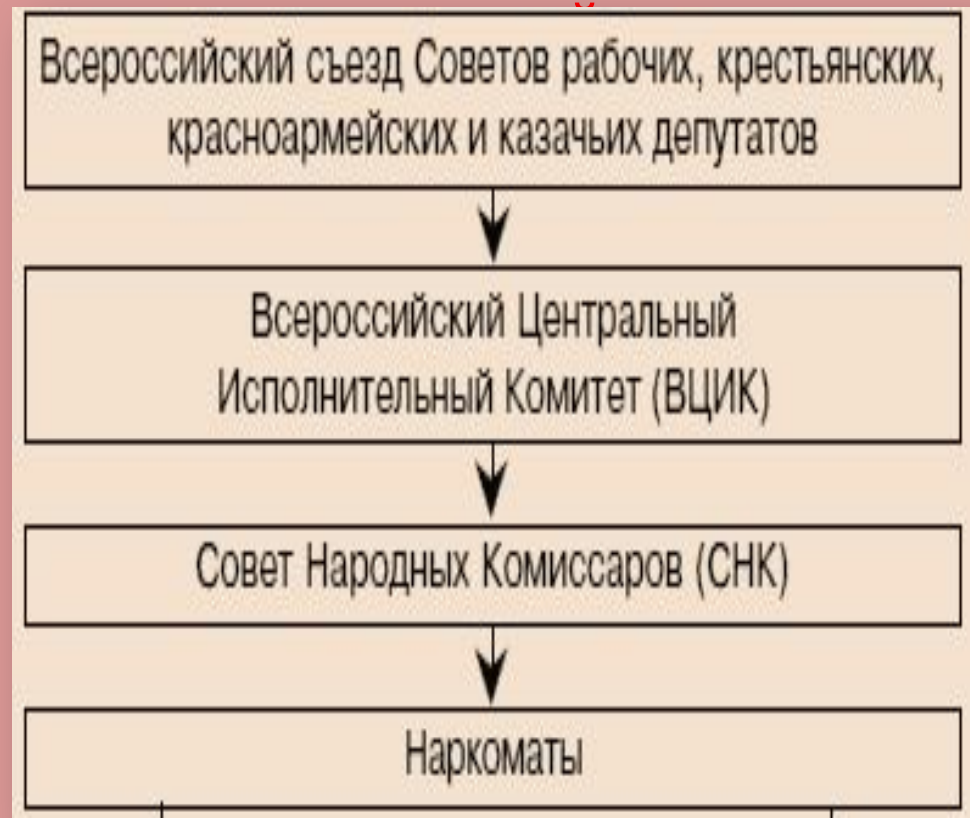 Всероссийский съезд Советов рабочих, крестьянских,
красноармейских и казачьих депутатов
Всероссийский Центральный
Исполнительный Комитет (ВЦИК)
Совет Народных Комиссаров (СНК)
Наркоматы